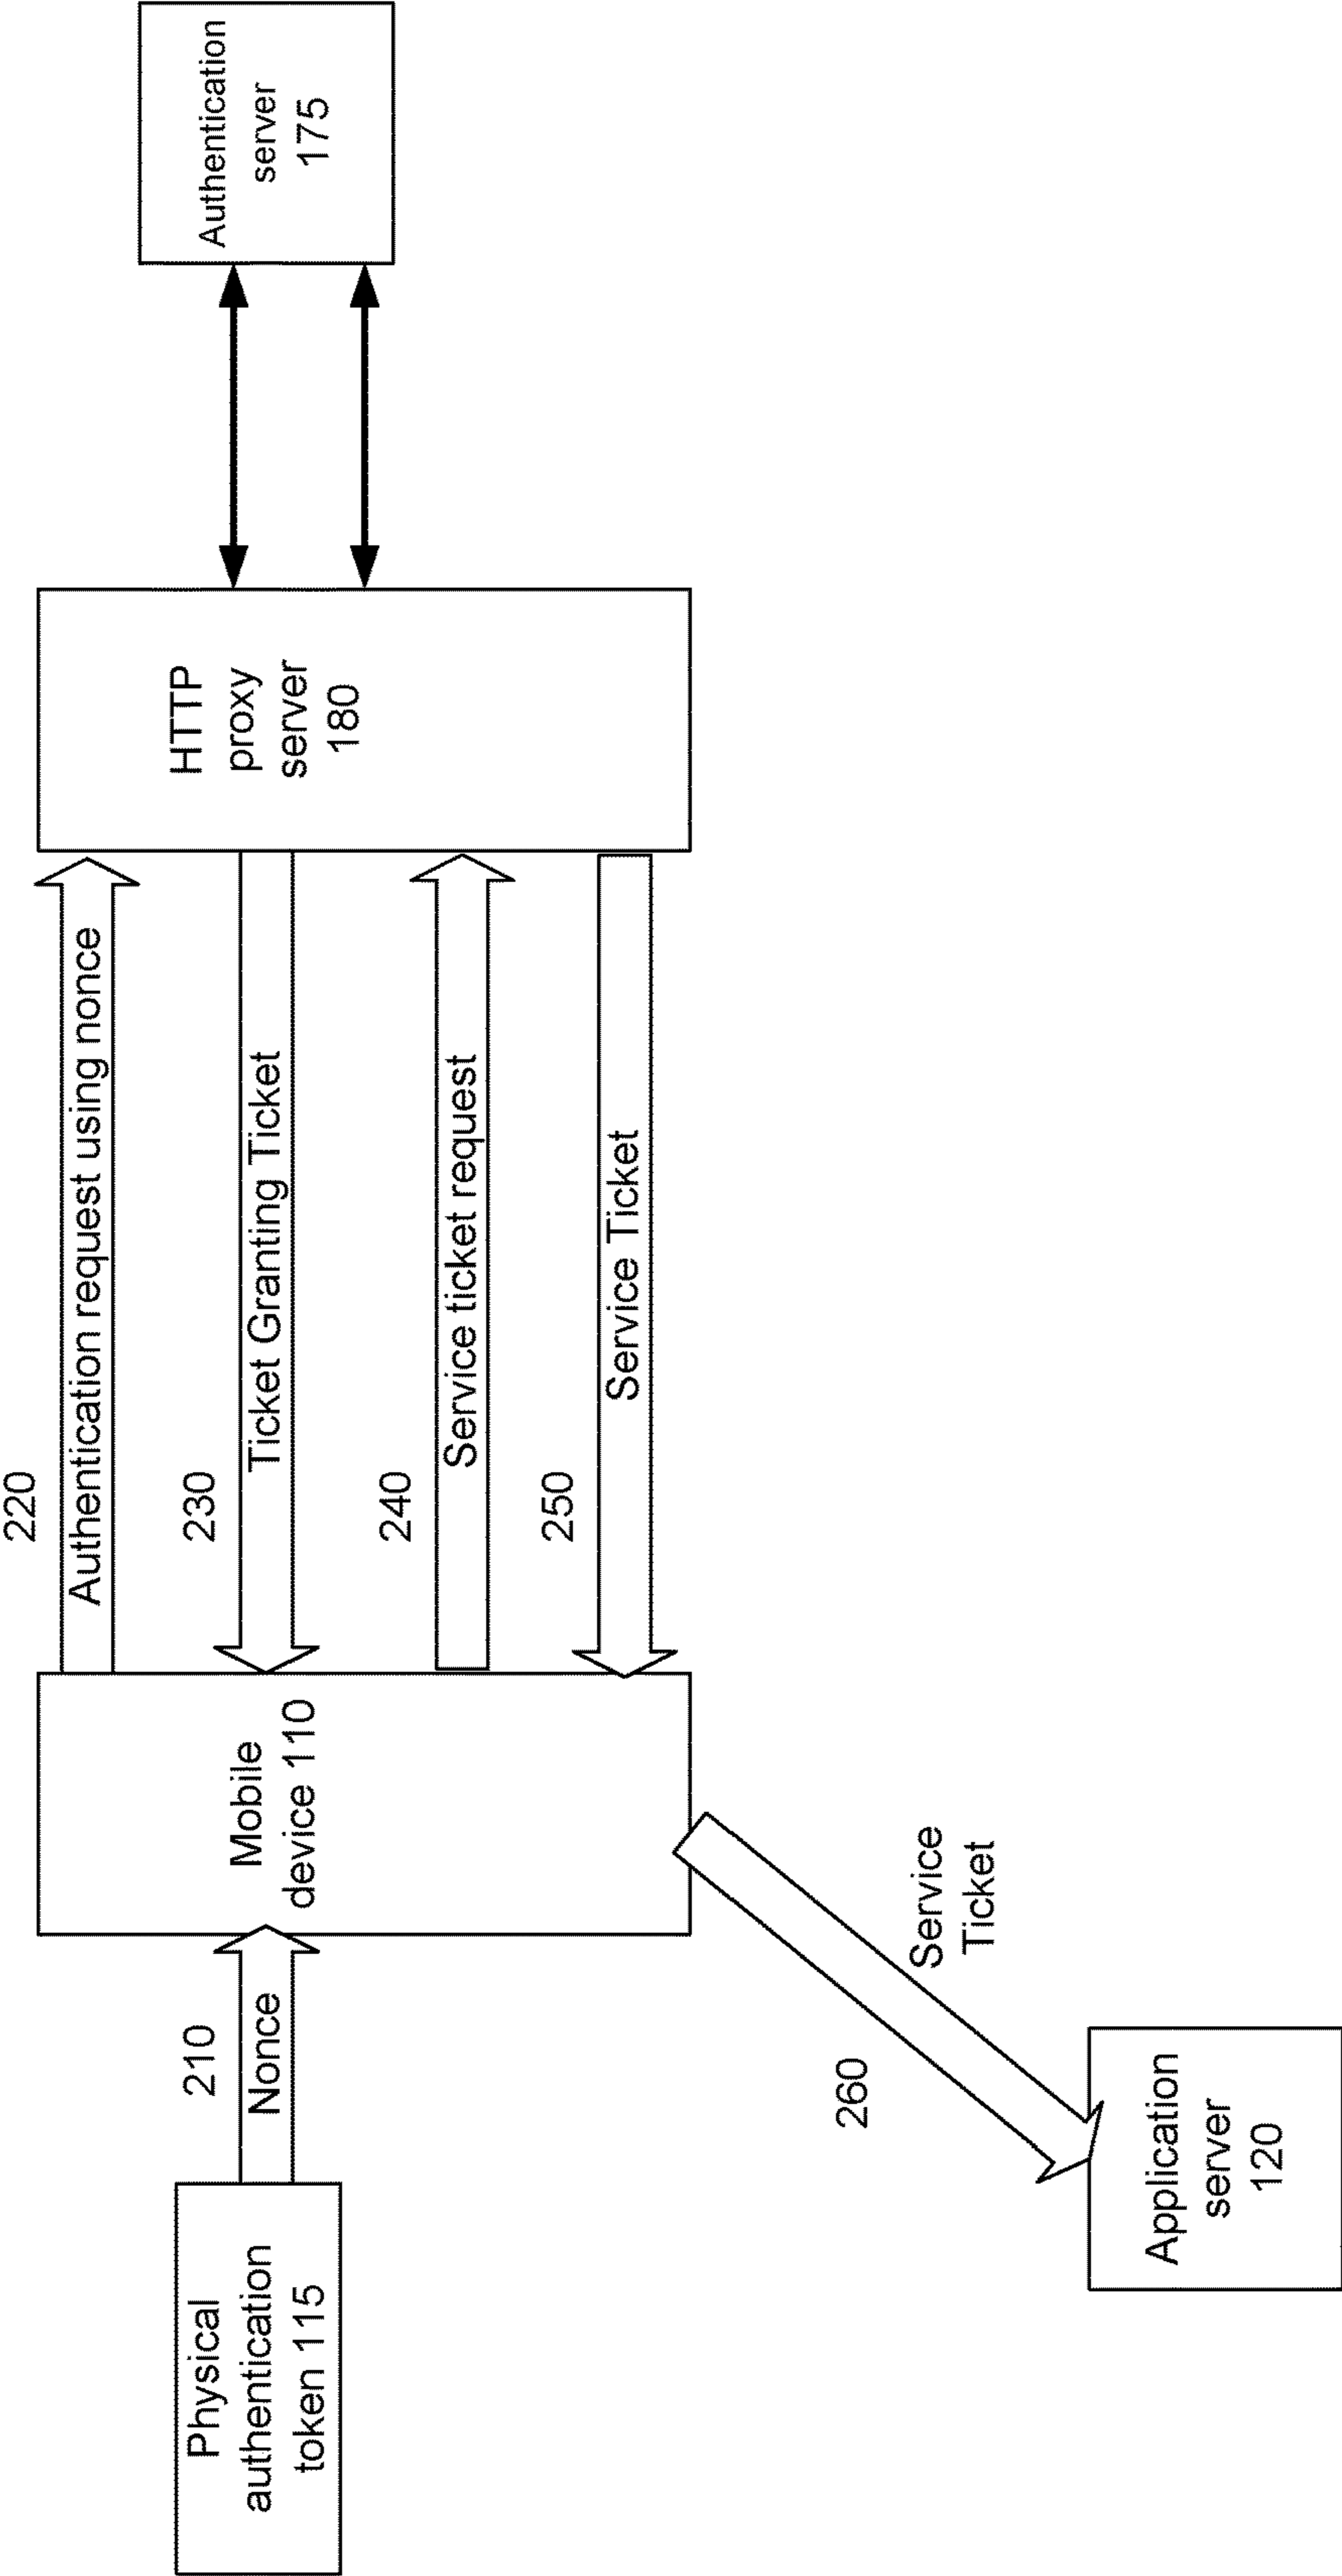 220
Authentication request using nonce
210
Nonce
230
Ticket Granting Ticket
Physical
authentication
token 115
Mobile
device 110
HTTP
proxy
server
180
Authentication
server
175
240
Service ticket request
250
Service Ticket
260
Service
Ticket
Application
server
120